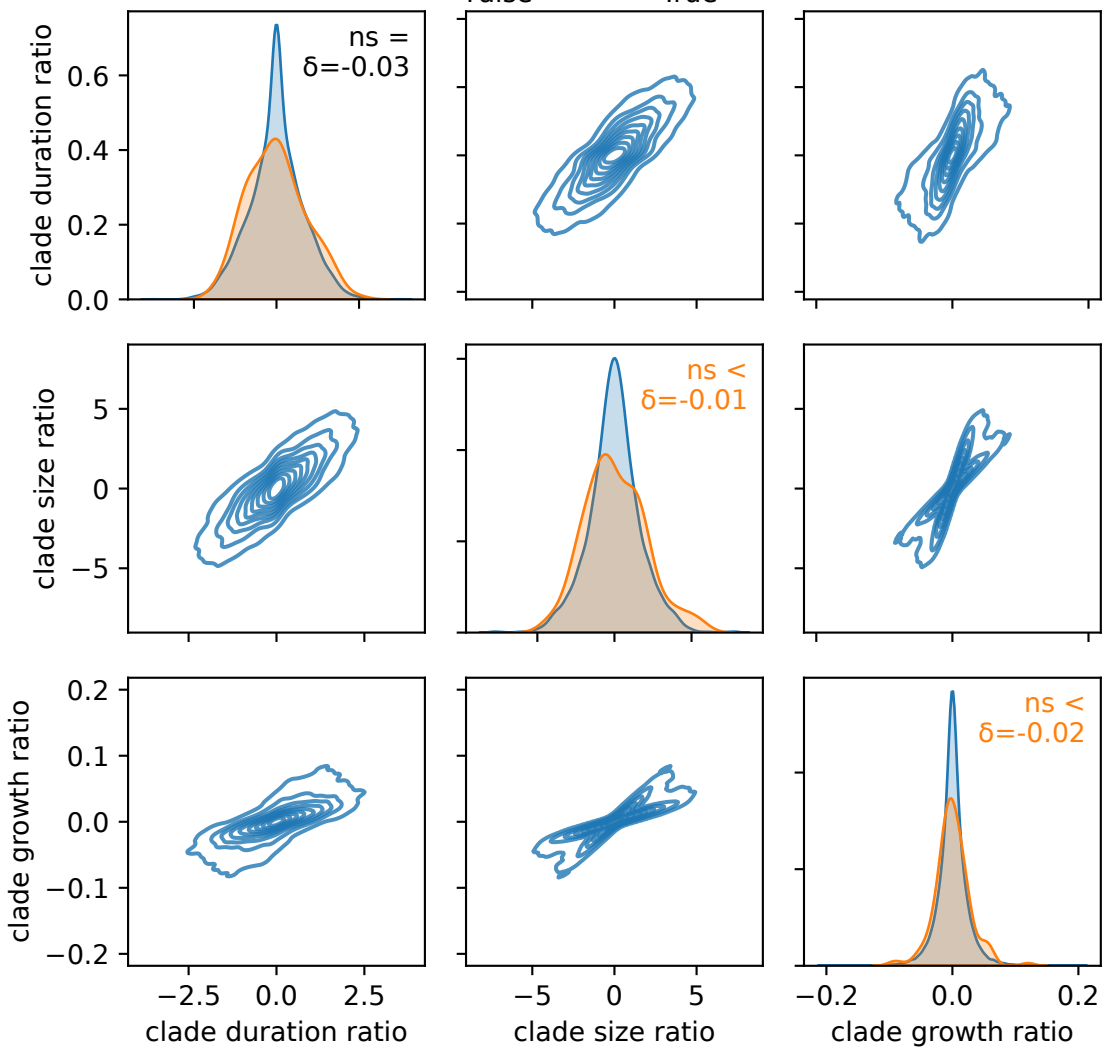 clade duration ratio
0.6
0.4
0.2
0.0
ns =
δ=-0.03
clade size ratio
5
0
−5
ns <
δ=-0.01
clade growth ratio
0.2
0.1
0.0
−0.1
−0.2
ns <
δ=-0.02
−2.5 0.0 2.5
−5 0 5
−0.2 0.0 0.2
clade duration ratio
clade size ratio
clade growth ratio